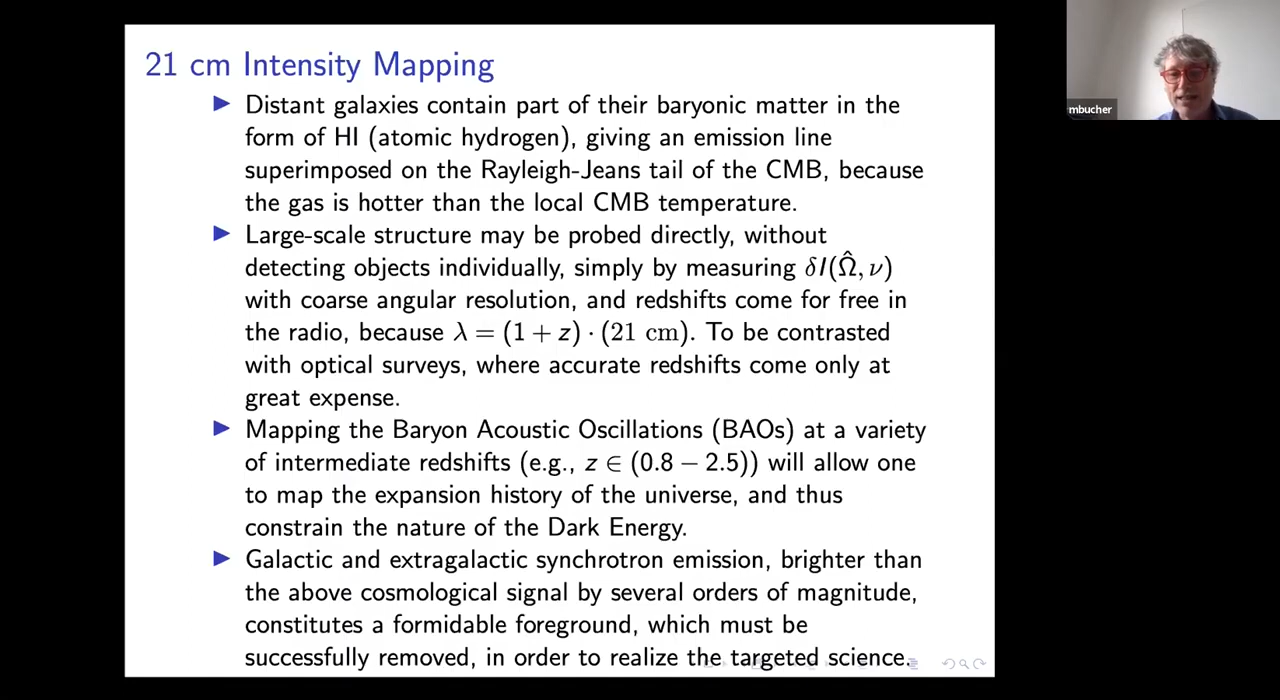 21 cm Intensity Mapping
▶ Distant galaxies contain part of their baryonic matter in the
form of HI (atomic hydrogen), giving an emission line
superimposed on the Rayleigh-Jeans tail of the CMB, because
the gas is hotter than the local CMB temperature.
▶ Large-scale structure may be probed directly, without
detecting objects individually, simply by measuring δI(Ω̂, ν)
with coarse angular resolution, and redshifts come for free in
the radio, because λ = (1 + z) · (21 cm). To be contrasted
with optical surveys, where accurate redshifts come only at
great expense.
▶ Mapping the Baryon Acoustic Oscillations (BAOs) at a variety
of intermediate redshifts (e.g., z ∈ (0.8 − 2.5)) will allow one
to map the expansion history of the universe, and thus
constrain the nature of the Dark Energy.
▶ Galactic and extragalactic synchrotron emission, brighter than
the above cosmological signal by several orders of magnitude,
constitutes a formidable foreground, which must be
successfully removed, in order to realize the targeted science.
mbucher